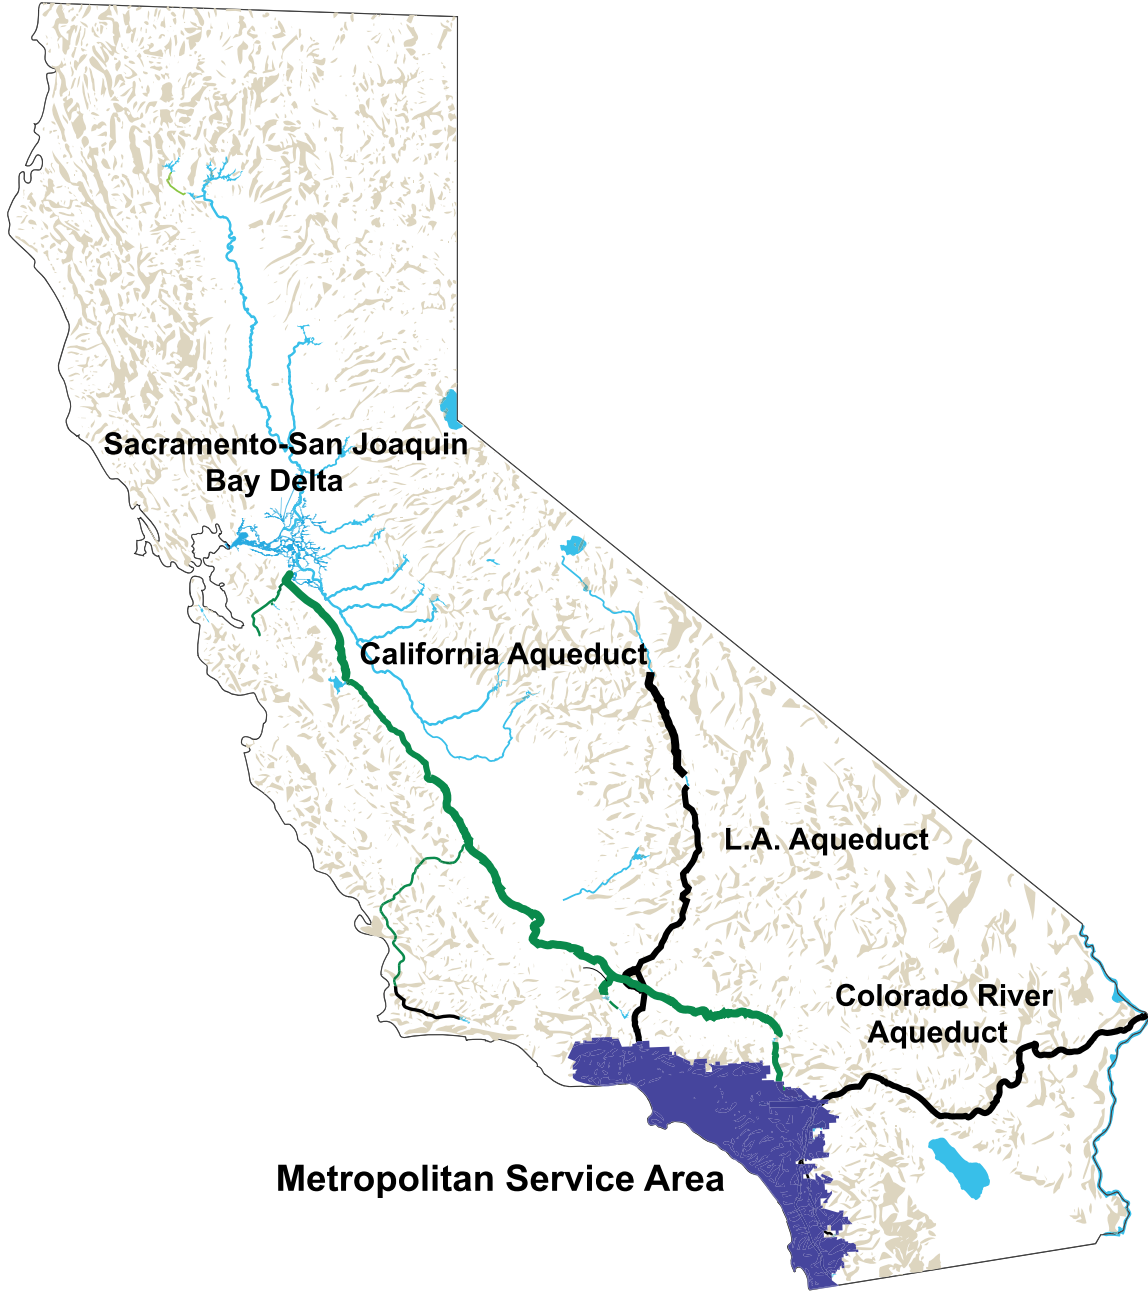 Sacramento-San Joaquin
Bay Delta
California Aqueduct
L.A. Aqueduct
Colorado River
Aqueduct
Metropolitan Service Area